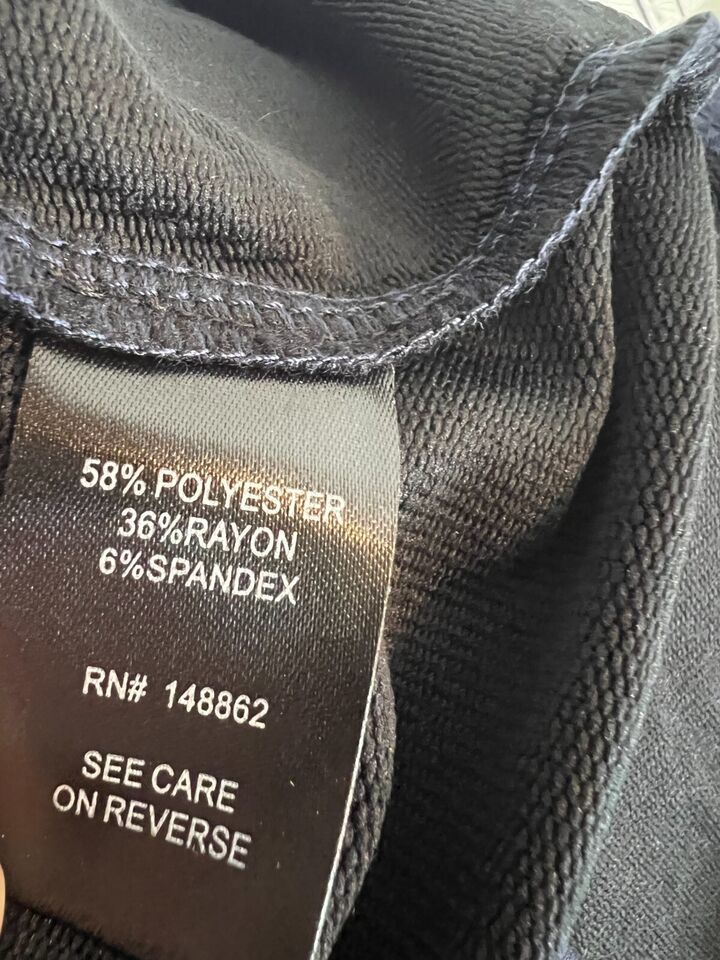 58% POLYESTER
36%RAYON
6%SPANDEX
RN# 148862
SEE CARE
ON REVERSE